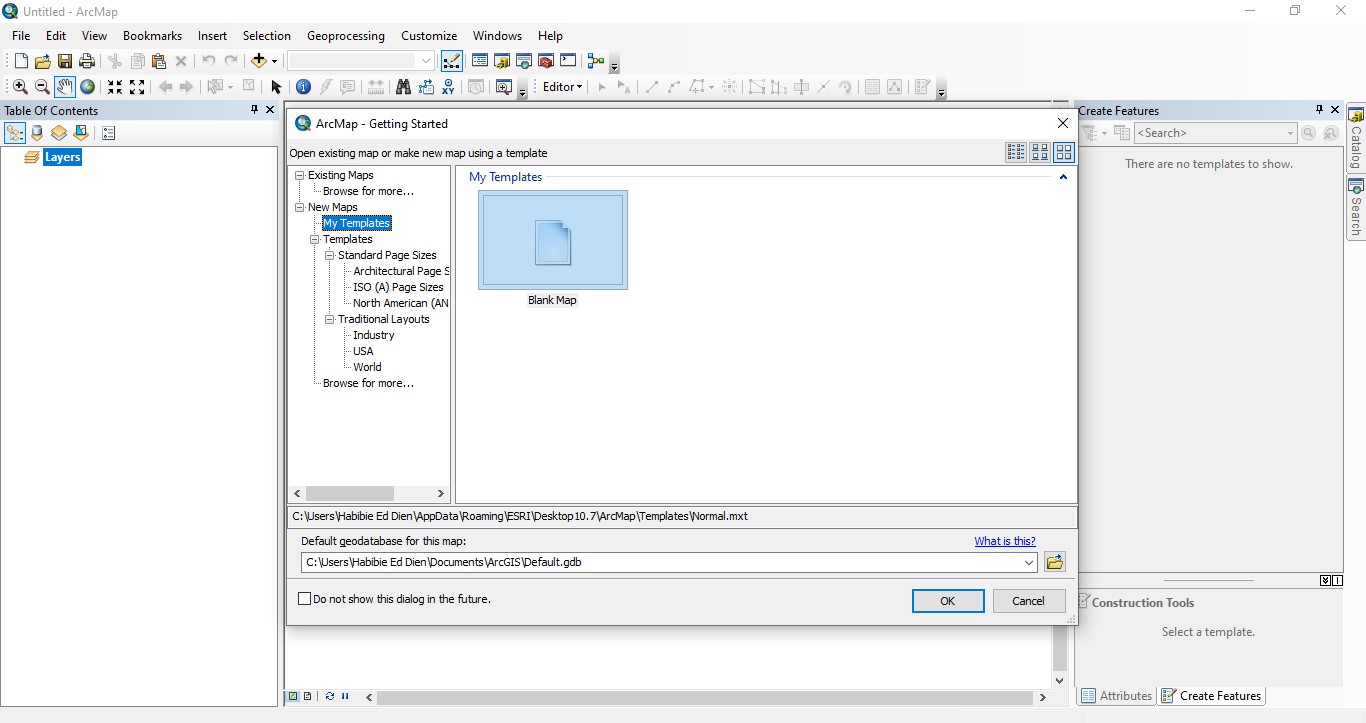 Untitled - ArcMap
File Edit View Bookmarks Insert Selection Geoprocessing Customize Windows Help
Editor
Table Of Contents
Layers
ArcMap - Getting Started
Open existing map or make new map using a template
Existing Maps
Browse for more...
New Maps
My Templates
Templates
Standard Page Sizes
Architectural Page S
ISO (A) Page Sizes
North American (AN
Traditional Layouts
Industry
USA
World
Browse for more...
My Templates
Blank Map
C:\Users\Habibie Ed Dien\AppData\Roaming\ESRI\Desktop10.7\ArcMap\Templates\Normal.mxt
Default geodatabase for this map:
What is this?
C:\Users\Habibie Ed Dien\Documents\ArcGIS\Default.gdb
Do not show this dialog in the future.
OK
Cancel
Create Features
<Search>
There are no templates to show.
Construction Tools
Select a template.
Attributes
Create Features
Catalog
Search
XY